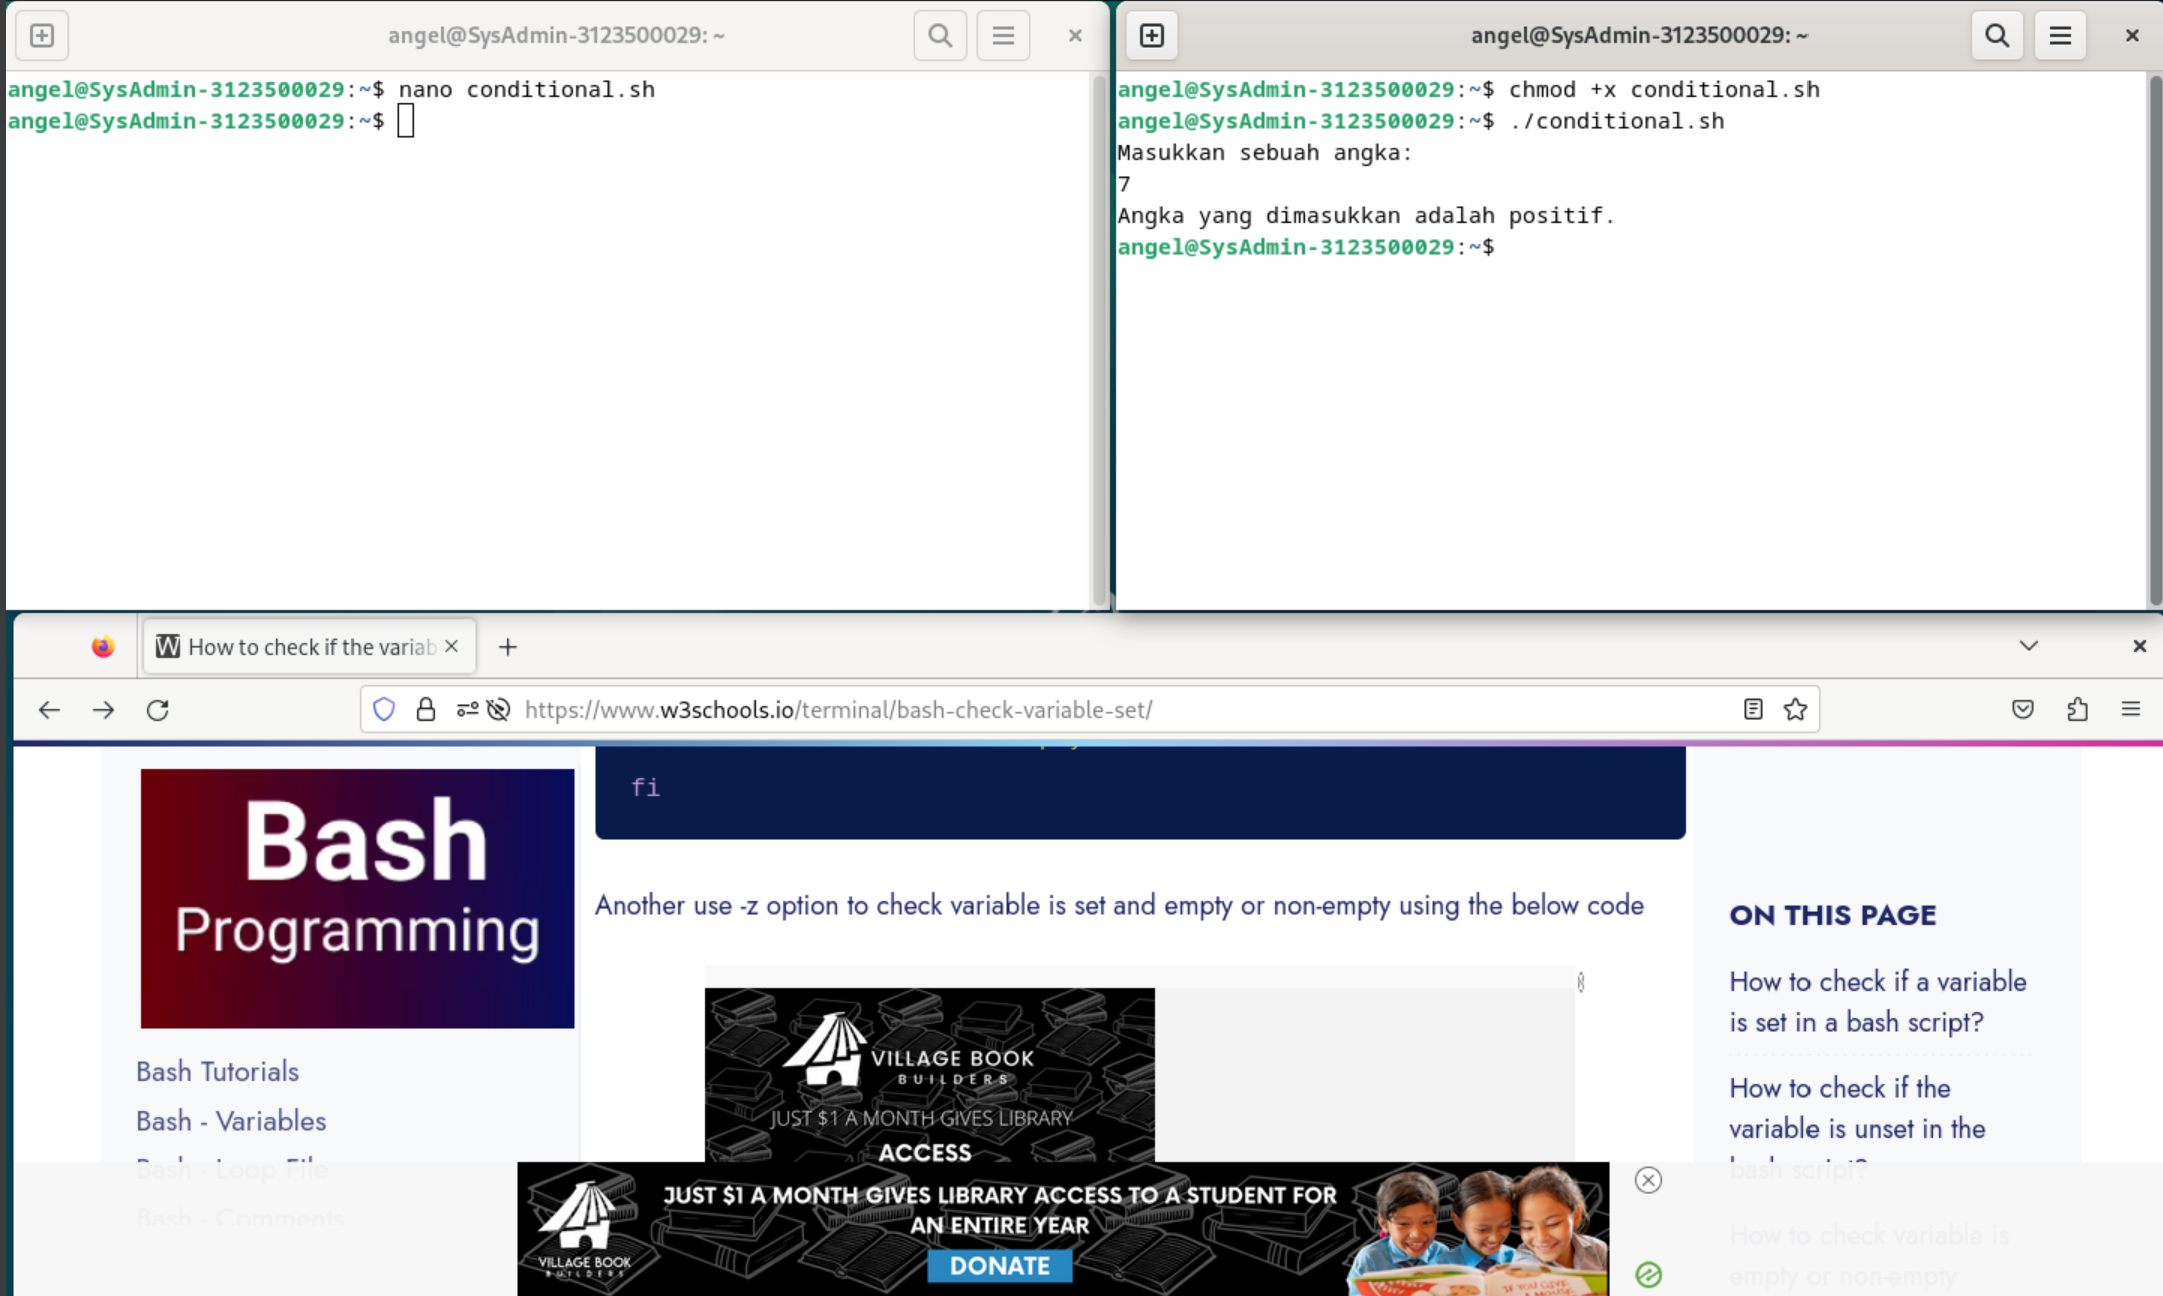 angel@SysAdmin-3123500029: ~
angel@SysAdmin-3123500029:~$ nano conditional.sh
angel@SysAdmin-3123500029:~$
angel@SysAdmin-3123500029: ~
angel@SysAdmin-3123500029:~$ chmod +x conditional.sh
angel@SysAdmin-3123500029:~$ ./conditional.sh
Masukkan sebuah angka:
7
Angka yang dimasukkan adalah positif.
angel@SysAdmin-3123500029:~$
How to check if the variab
https://www.w3schools.io/terminal/bash-check-variable-set/
Bash
Programming
Bash Tutorials
Bash - Variables
Bash - Loop File
Bash - Comments
fi
Another use -z option to check variable is set and empty or non-empty using the below code
VILLAGE BOOK
BUILDERS
JUST $1 A MONTH GIVES LIBRARY
ACCESS
ON THIS PAGE
How to check if a variable
is set in a bash script?
How to check if the
variable is unset in the
bash script?
How to check variable is
empty or non-empty
VILLAGE BOOK
BUILDERS
JUST $1 A MONTH GIVES LIBRARY ACCESS TO A STUDENT FOR
AN ENTIRE YEAR
DONATE
IF YOU GIVE